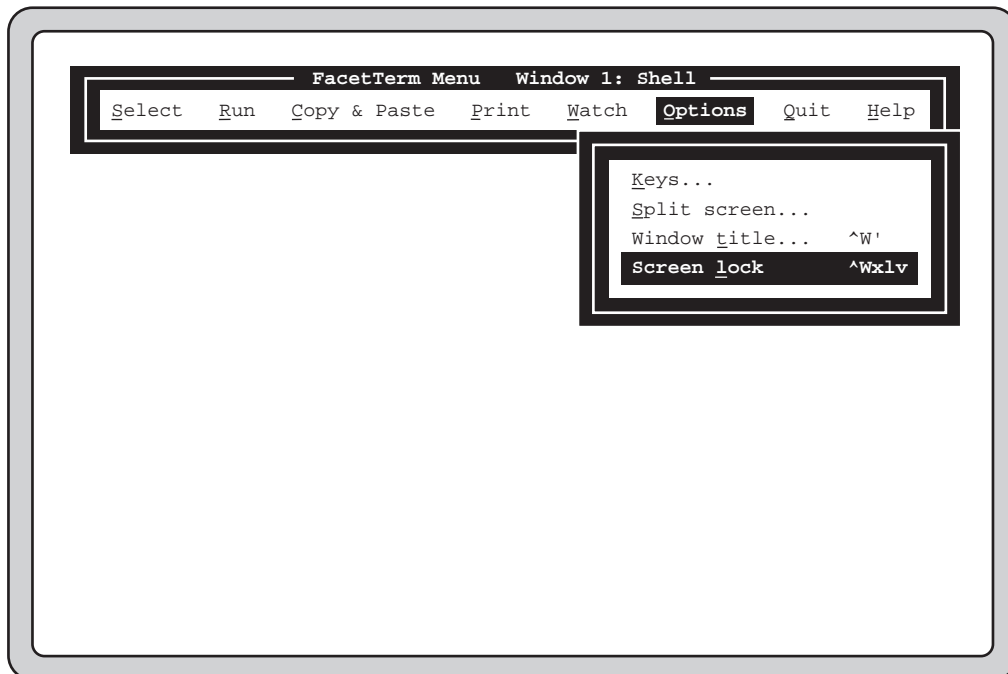 FacetTerm Menu Window 1: Shell
Select Run Copy & Paste Print Watch Options Quit Help
Keys...
Split screen...
Window title... ^W'
Screen lock ^Wxlv